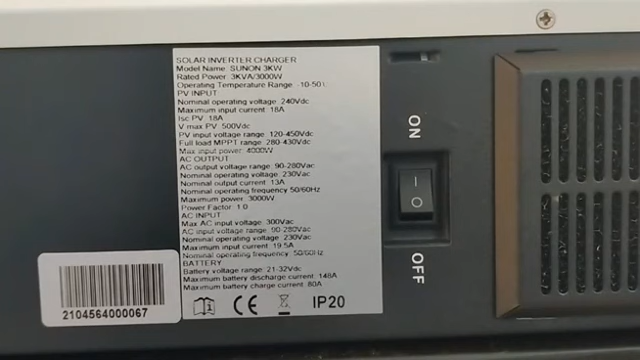 SOLAR INVERTER CHARGER
Model Name: SUNON 3KW
Rated Power: 3KVA/3000W
Operating Temperature Range: -10-50
PV INPUT
Nominal operating voltage: 240Vdc
Maximum input current: 18A
Isc PV: 18A
V max PV: 500Vdc
PV input voltage range: 120-450Vdc
Full load MPPT range: 280-430Vdc
Max input power: 4000W
AC OUTPUT
AC output voltage range: 90-280Vac
Nominal operating voltage: 230Vac
Nominal output current: 13A
Nominal operating frequency 50/60Hz
Maximum power: 3000W
Power Factor: 1.0
AC INPUT
Max AC input voltage: 300Vac
AC input voltage range: 90-280Vac
Nominal operating voltage: 230Vac
Maximum input current: 19.5A
Nominal operating frequency: 50/60Hz
BATTERY
Battery voltage range: 21-32Vdc
Maximum battery discharge current: 148A
Maximum battery charge current: 80A
CE
IP20
2104564000067
ON
OFF